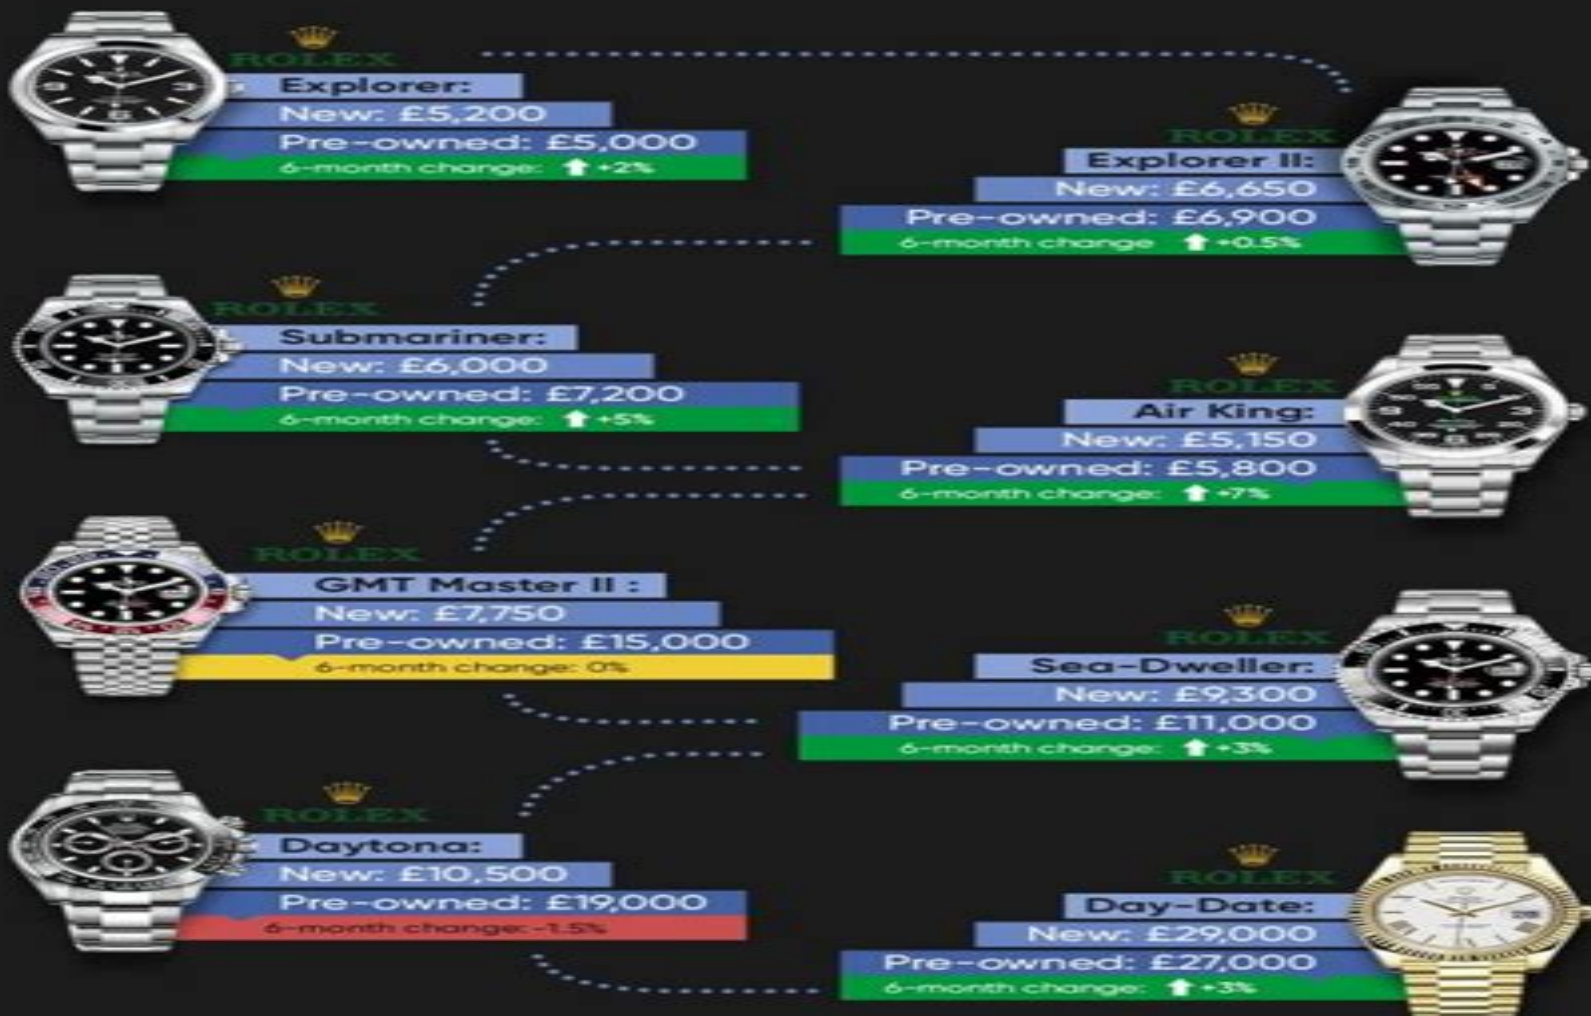 ROLEX
Explorer:
New: £5,200
Pre-owned: £5,000
6-month change: +2%
ROLEX
Explorer II:
New: £6,650
Pre-owned: £6,900
6-month change +0.5%
ROLEX
Submariner:
New: £6,000
Pre-owned: £7,200
6-month change: +5%
ROLEX
Air King:
New: £5,150
Pre-owned: £5,800
6-month change: +7%
ROLEX
GMT Master II :
New: £7,750
Pre-owned: £15,000
6-month change: 0%
ROLEX
Sea-Dweller:
New: £9,300
Pre-owned: £11,000
6-month change: +3%
ROLEX
Daytona:
New: £10,500
Pre-owned: £19,000
6-month change: -1.5%
ROLEX
Day-Date:
New: £29,000
Pre-owned: £27,000
6-month change: +3%